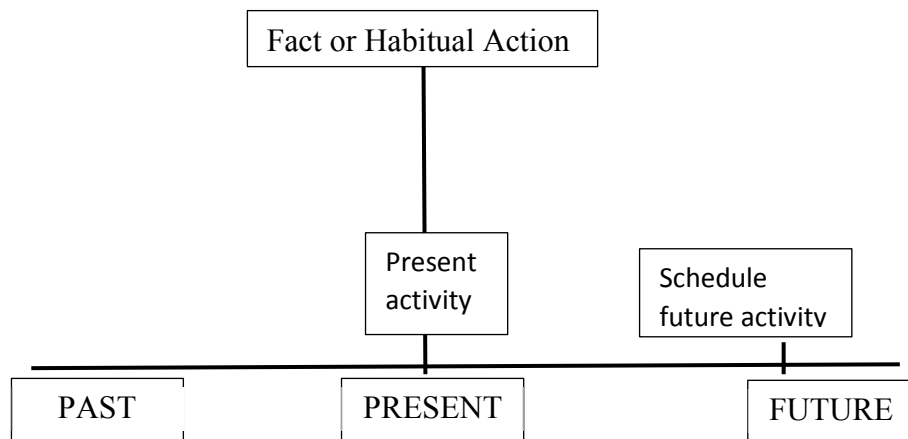 Fact or Habitual Action
Present
activity
Schedule
future activity
PAST
PRESENT
FUTURE